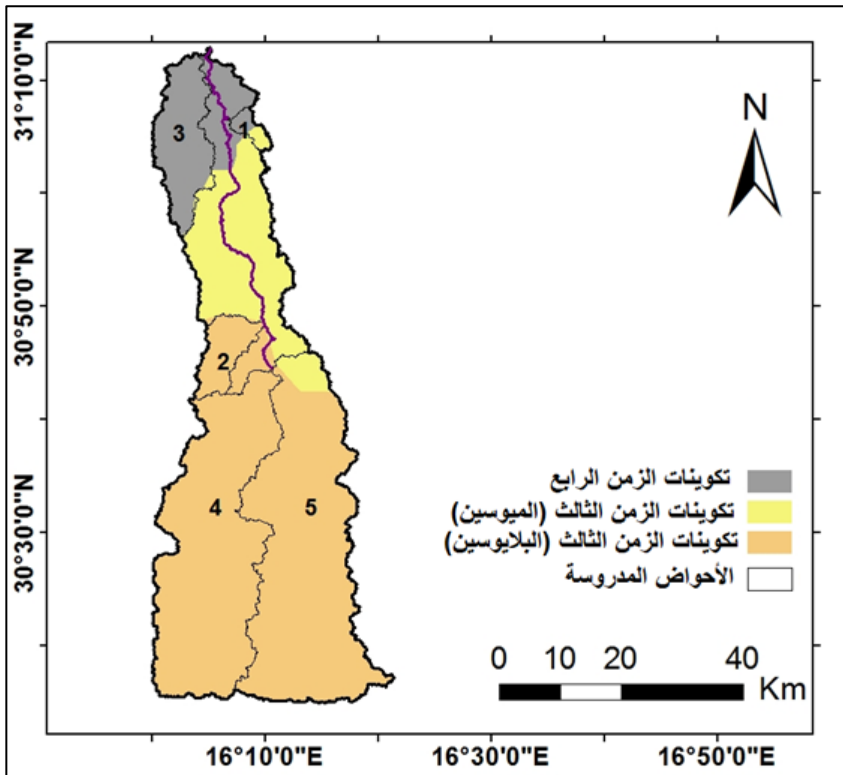 31°10'0"N
30°50'0"N
30°30'0"N
N
3
1
2
4
5
تكوينات الزمن الرابع
تكوينات الزمن الثالث (الميوسين)
تكوينات الزمن الثالث (البلايوسين)
الأحواض المدروسة
0 10 20 40
Km
16°10'0"E 16°30'0"E 16°50'0"E